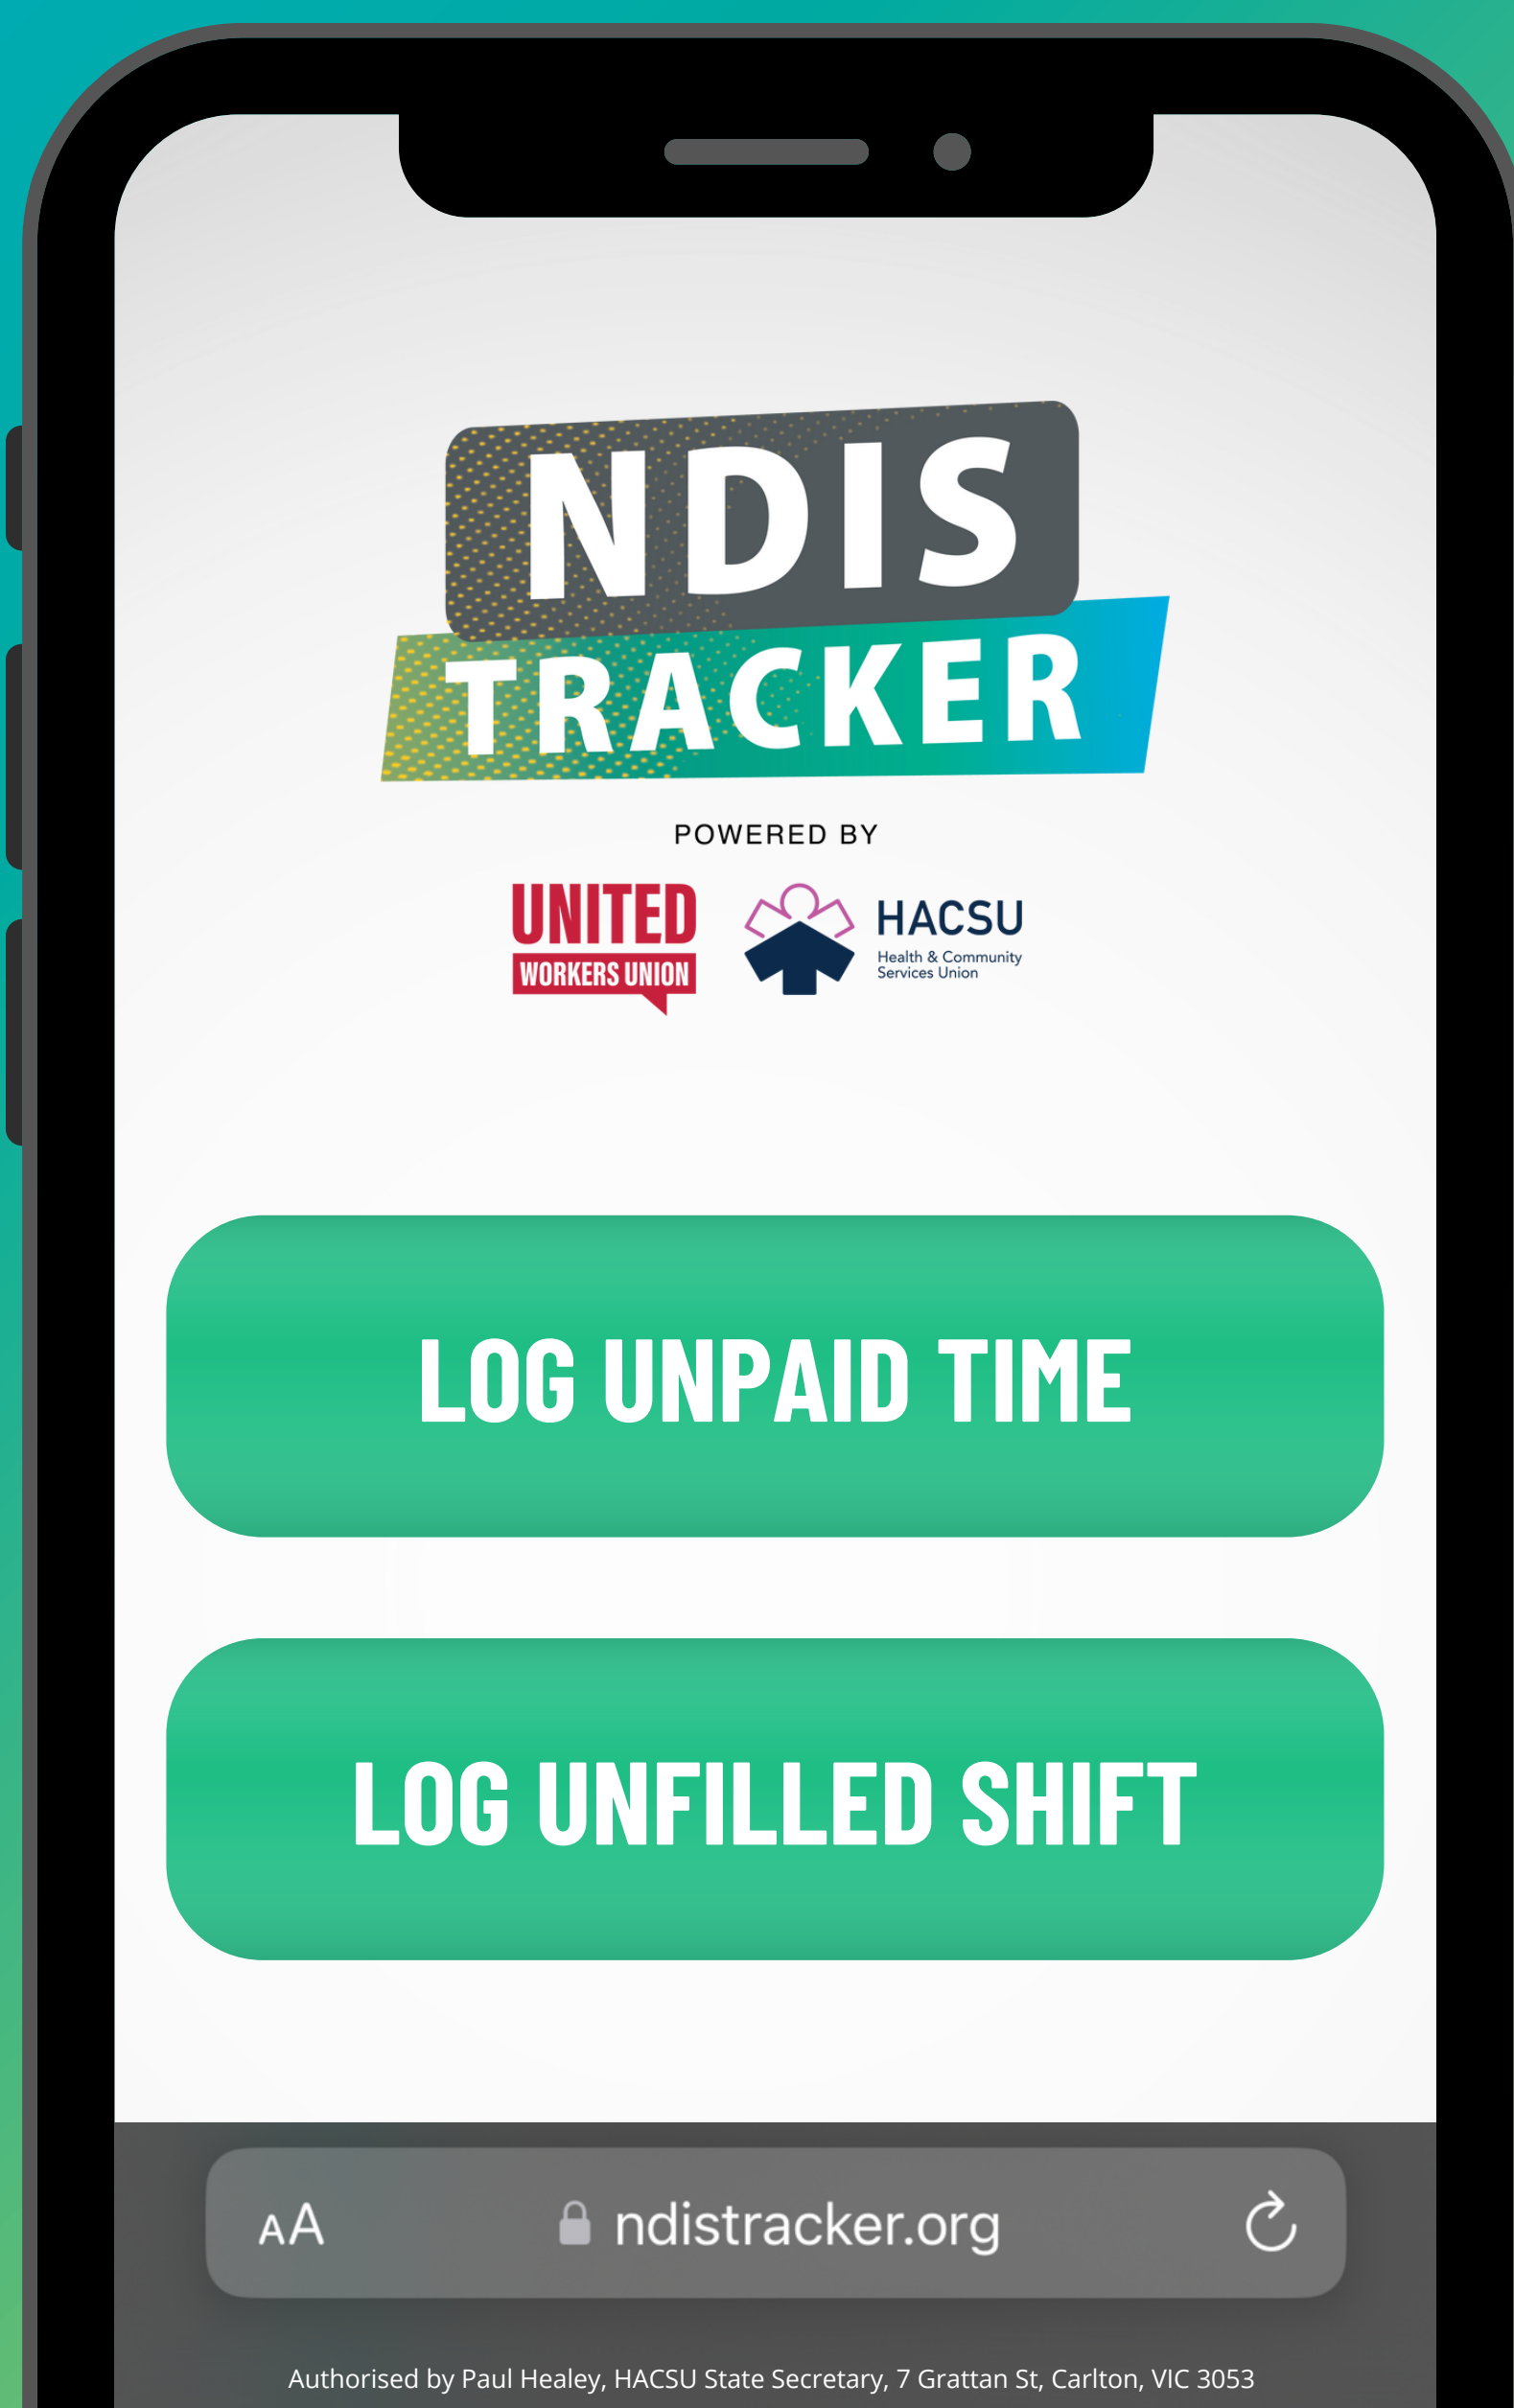 NDIS
TRACKER
POWERED BY
UNITED
WORKERS UNION
HACSU
Health & Community
Services Union
LOG UNPAID TIME
LOG UNFILLED SHIFT
AA
ndistracker.org
Authorised by Paul Healey, HACSU State Secretary, 7 Grattan St, Carlton, VIC 3053